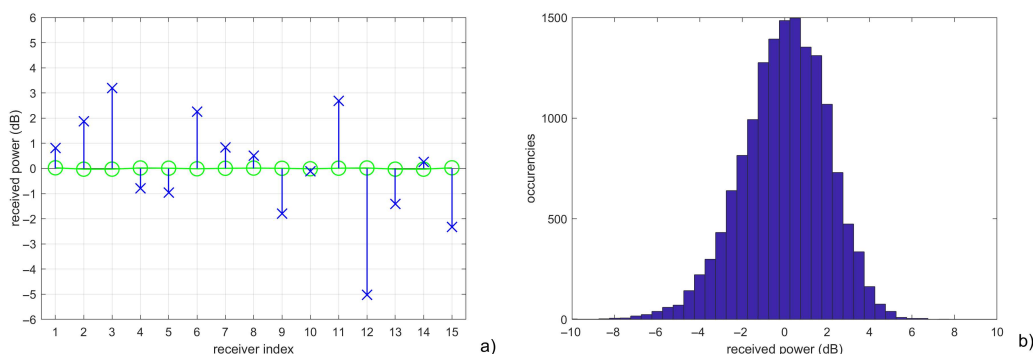 6
5
4
3
2
1
0
−1
−2
−3
−4
−5
−6
received power (dB)
1 2 3 4 5 6 7 8 9 10 11 12 13 14 15
receiver index
a)
1500
1000
500
0
occurencies
−10 −8 −6 −4 −2 0 2 4 6 8 10
received power (dB)
b)